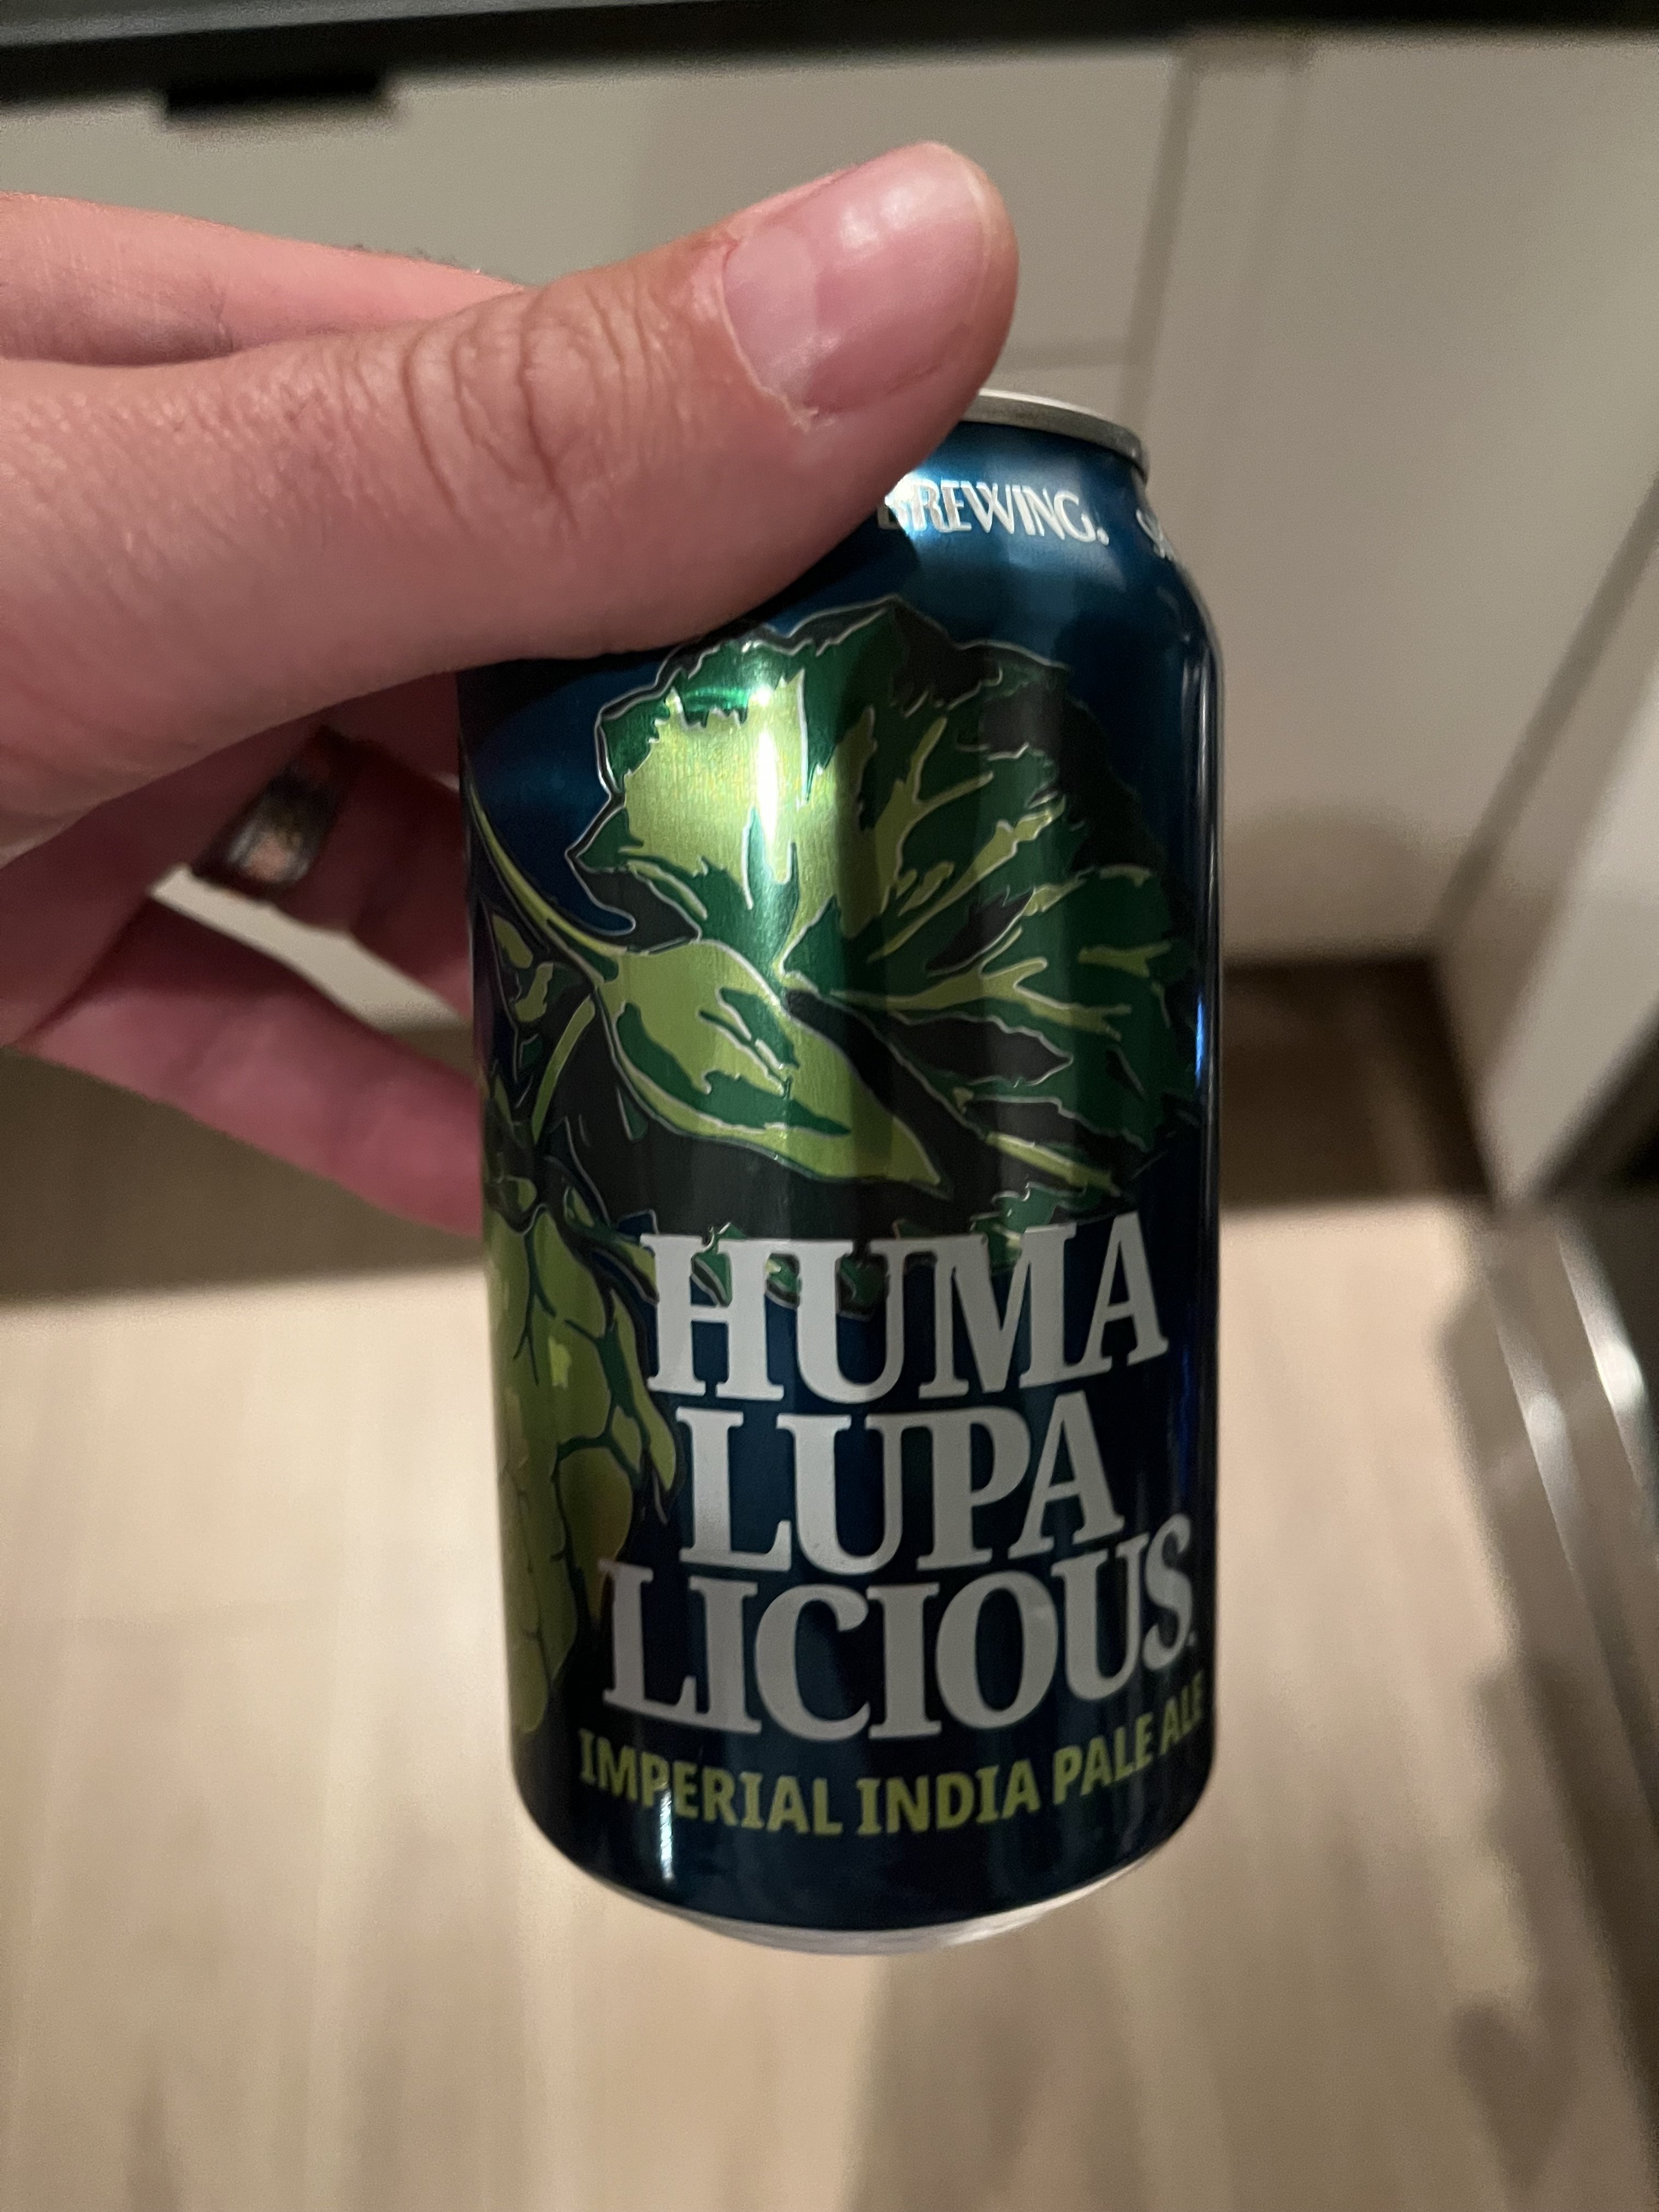 BREWING.
HUMA
LUPA
LICIOUS.
IMPERIAL INDIA PALE ALE